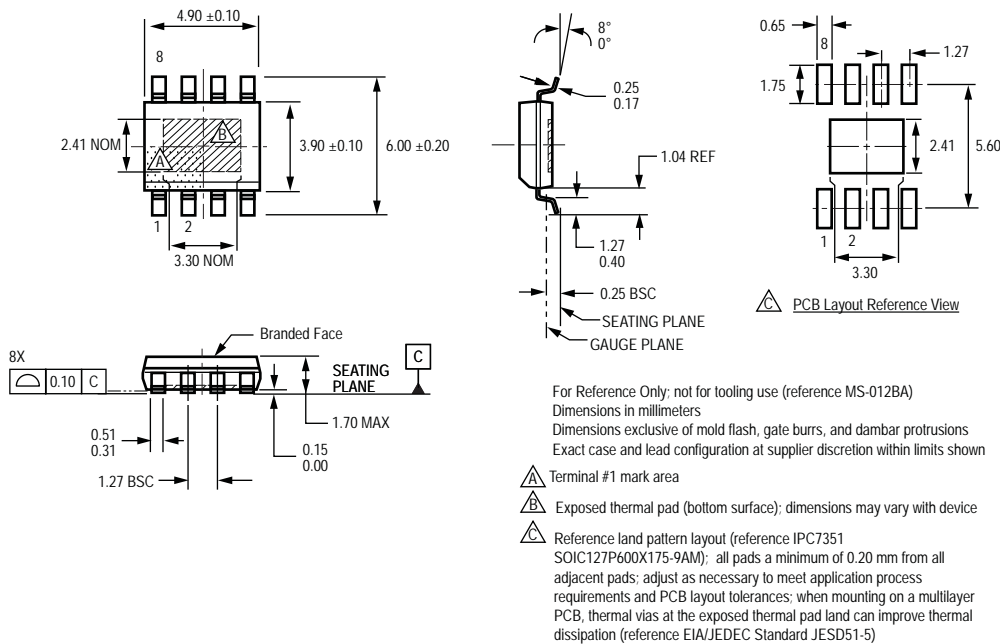 4.90 ±0.10
8
2.41 NOM
B
A
3.90 ±0.10
6.00 ±0.20
1
2
3.30 NOM
8°
0°
0.25
0.17
1.04 REF
1.27
0.40
0.25 BSC
SEATING PLANE
GAUGE PLANE
0.65
8
1.27
1.75
2.41
5.60
1
2
3.30
C PCB Layout Reference View
Branded Face
8X
0.10 C
SEATING
PLANE
C
1.70 MAX
0.51
0.31
0.15
0.00
1.27 BSC
For Reference Only; not for tooling use (reference MS-012BA)
Dimensions in millimeters
Dimensions exclusive of mold flash, gate burrs, and dambar protrusions
Exact case and lead configuration at supplier discretion within limits shown
A Terminal #1 mark area
B Exposed thermal pad (bottom surface); dimensions may vary with device
C Reference land pattern layout (reference IPC7351
SOIC127P600X175-9AM); all pads a minimum of 0.20 mm from all
adjacent pads; adjust as necessary to meet application process
requirements and PCB layout tolerances; when mounting on a multilayer
PCB, thermal vias at the exposed thermal pad land can improve thermal
dissipation (reference EIA/JEDEC Standard JESD51-5)